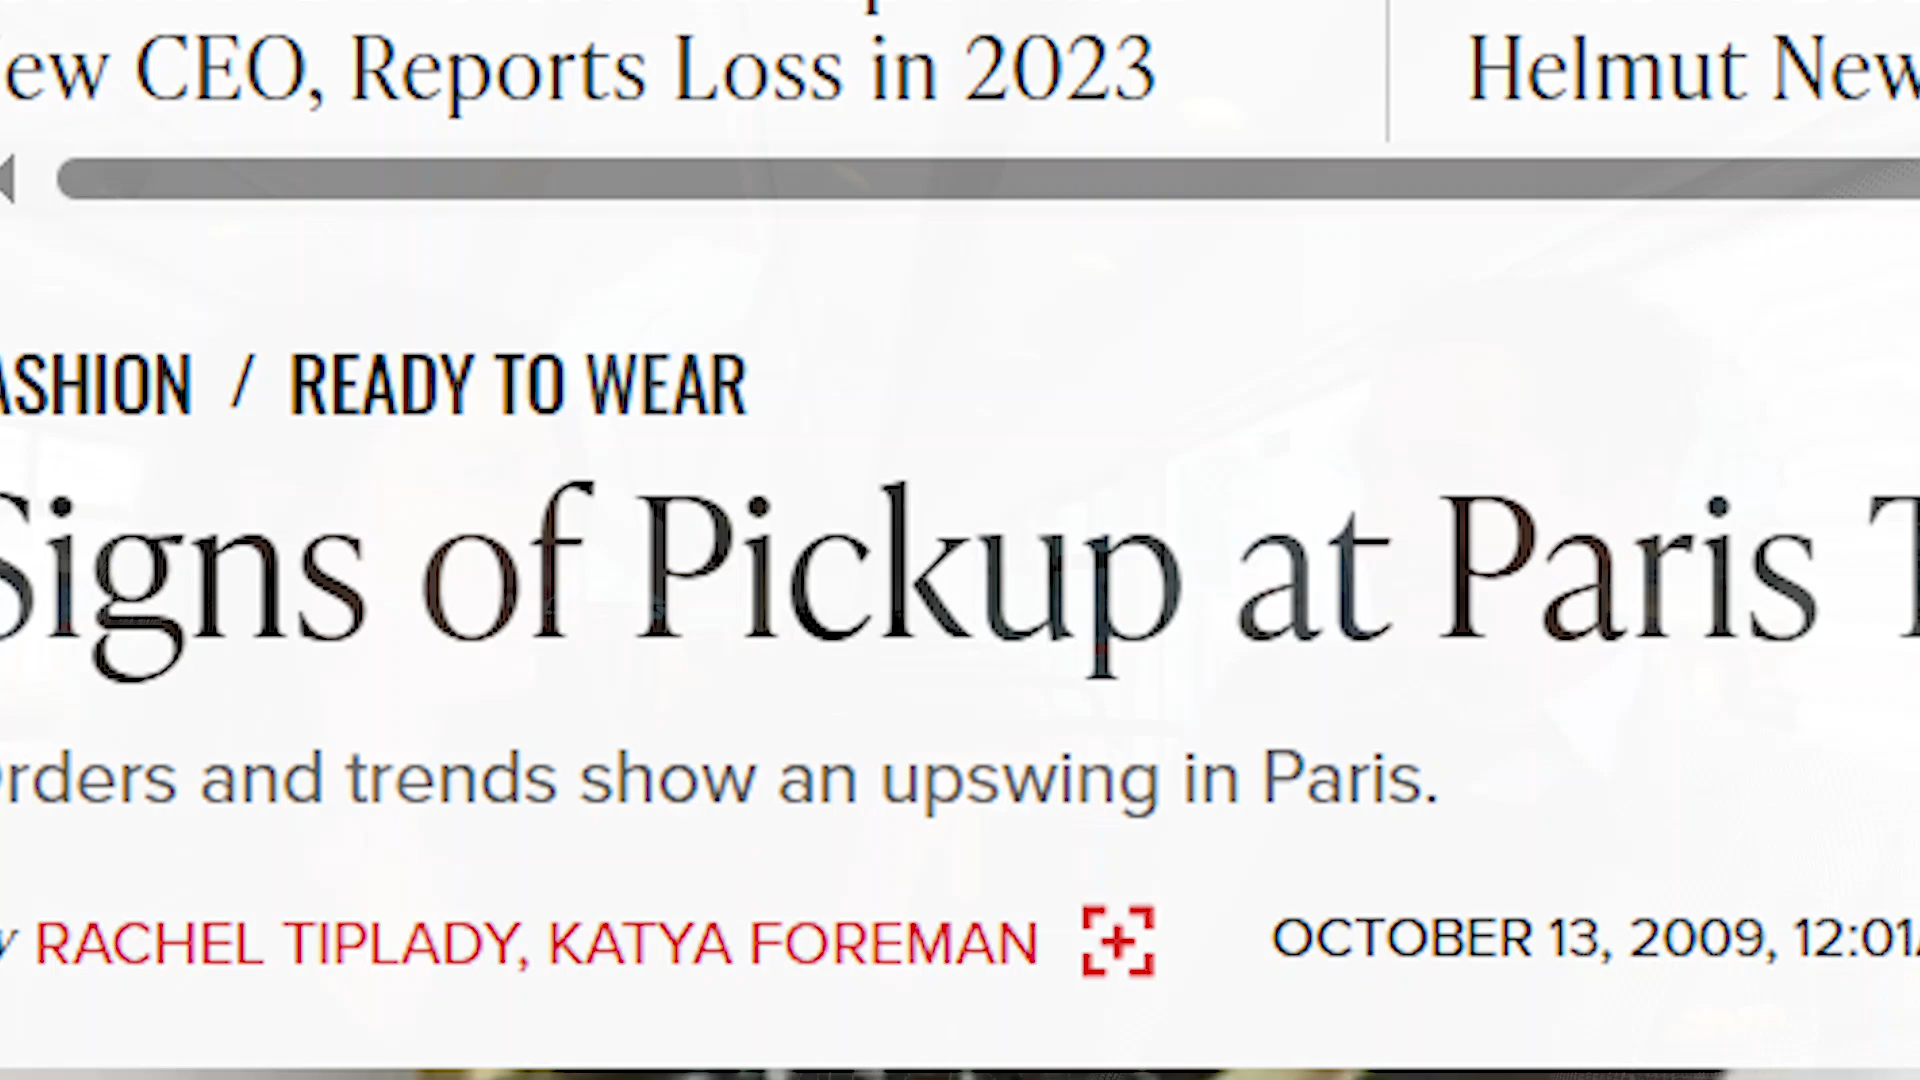 ew CEO, Reports Loss in 2023
Helmut New
ASHION / READY TO WEAR
Signs of Pickup at Paris T
rders and trends show an upswing in Paris.
y RACHEL TIPLADY, KATYA FOREMAN
OCTOBER 13, 2009, 12:01A